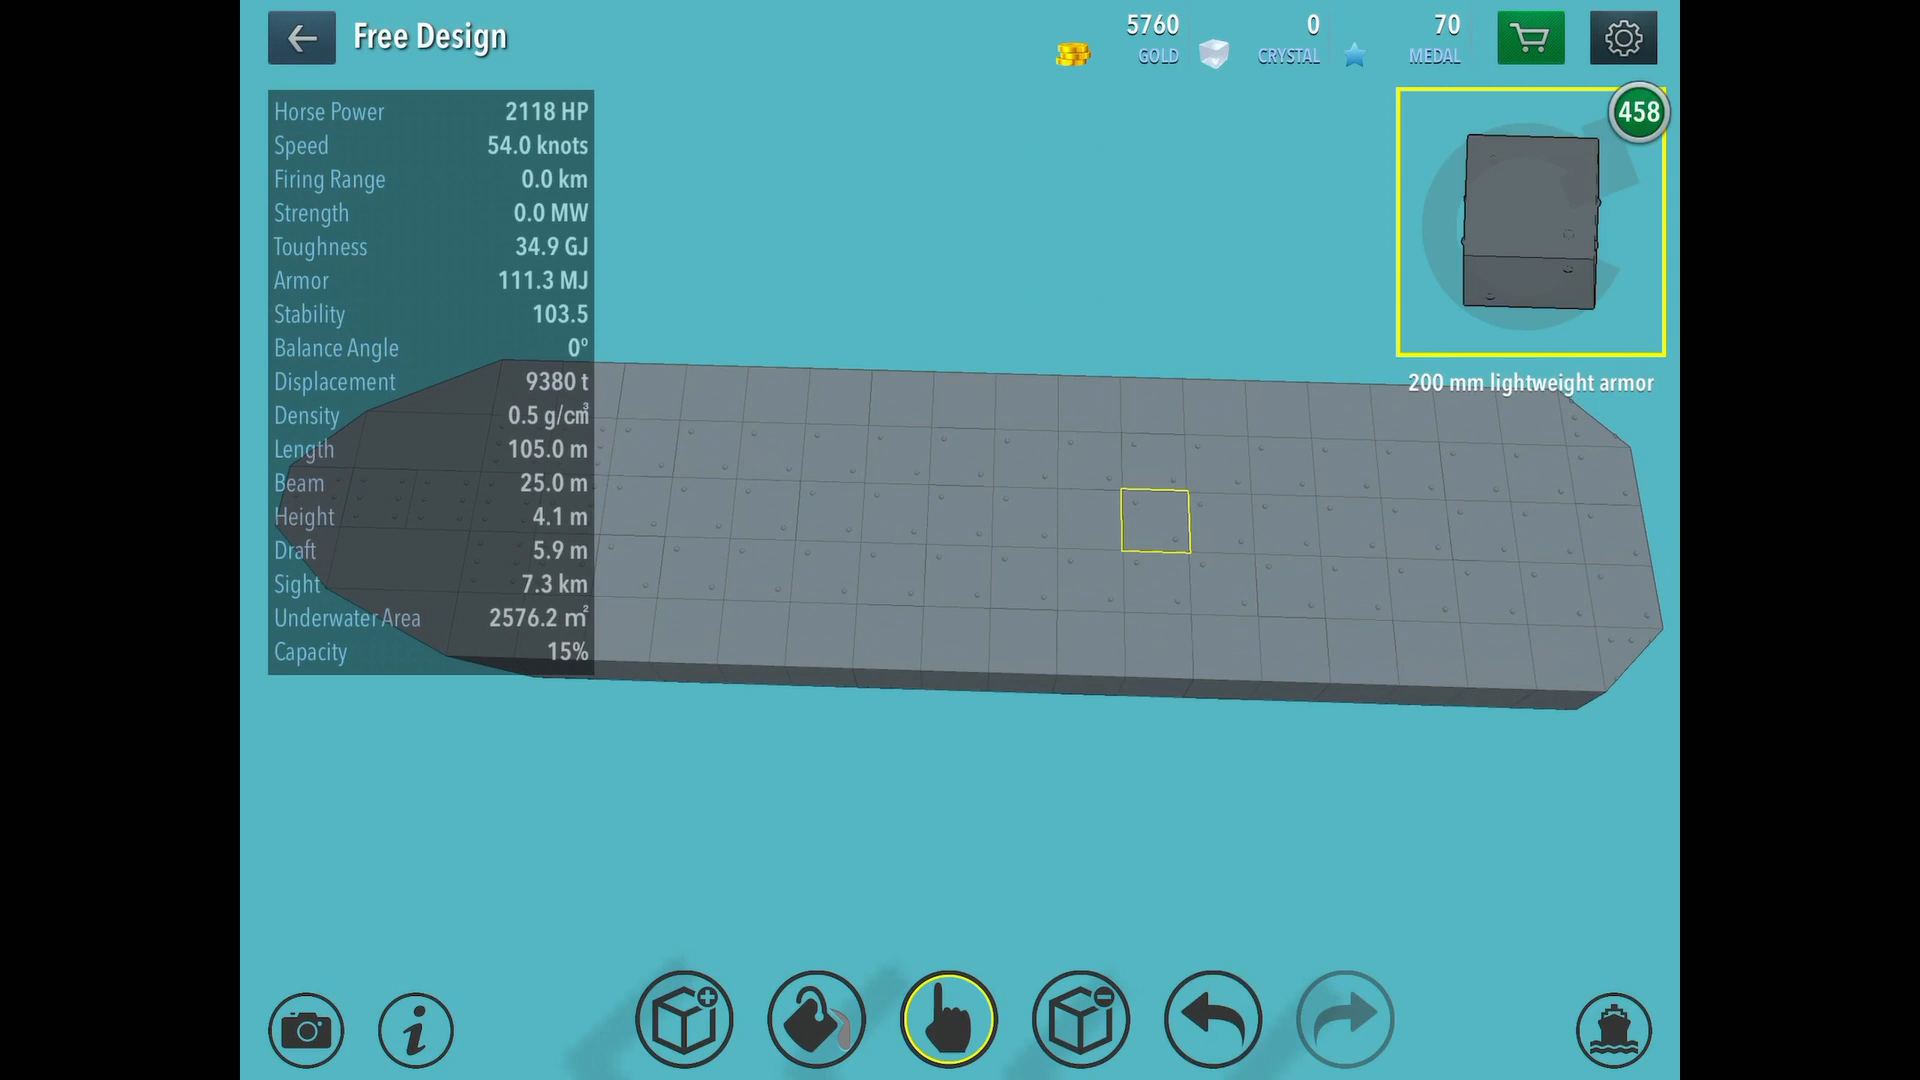 Free Design
5760 0 70
GOLD CRYSTAL MEDAL
458
Horse Power 2118 HP
Speed 54.0 knots
Firing Range 0.0 km
Strength 0.0 MW
Toughness 34.9 GJ
Armor 111.3 MJ
Stability 103.5
Balance Angle 0°
Displacement 9380 t
Density 0.5 g/cm³
Length 105.0 m
Beam 25.0 m
Height 4.1 m
Draft 5.9 m
Sight 7.3 km
Underwater Area 2576.2 m²
Capacity 15%
200 mm lightweight armor